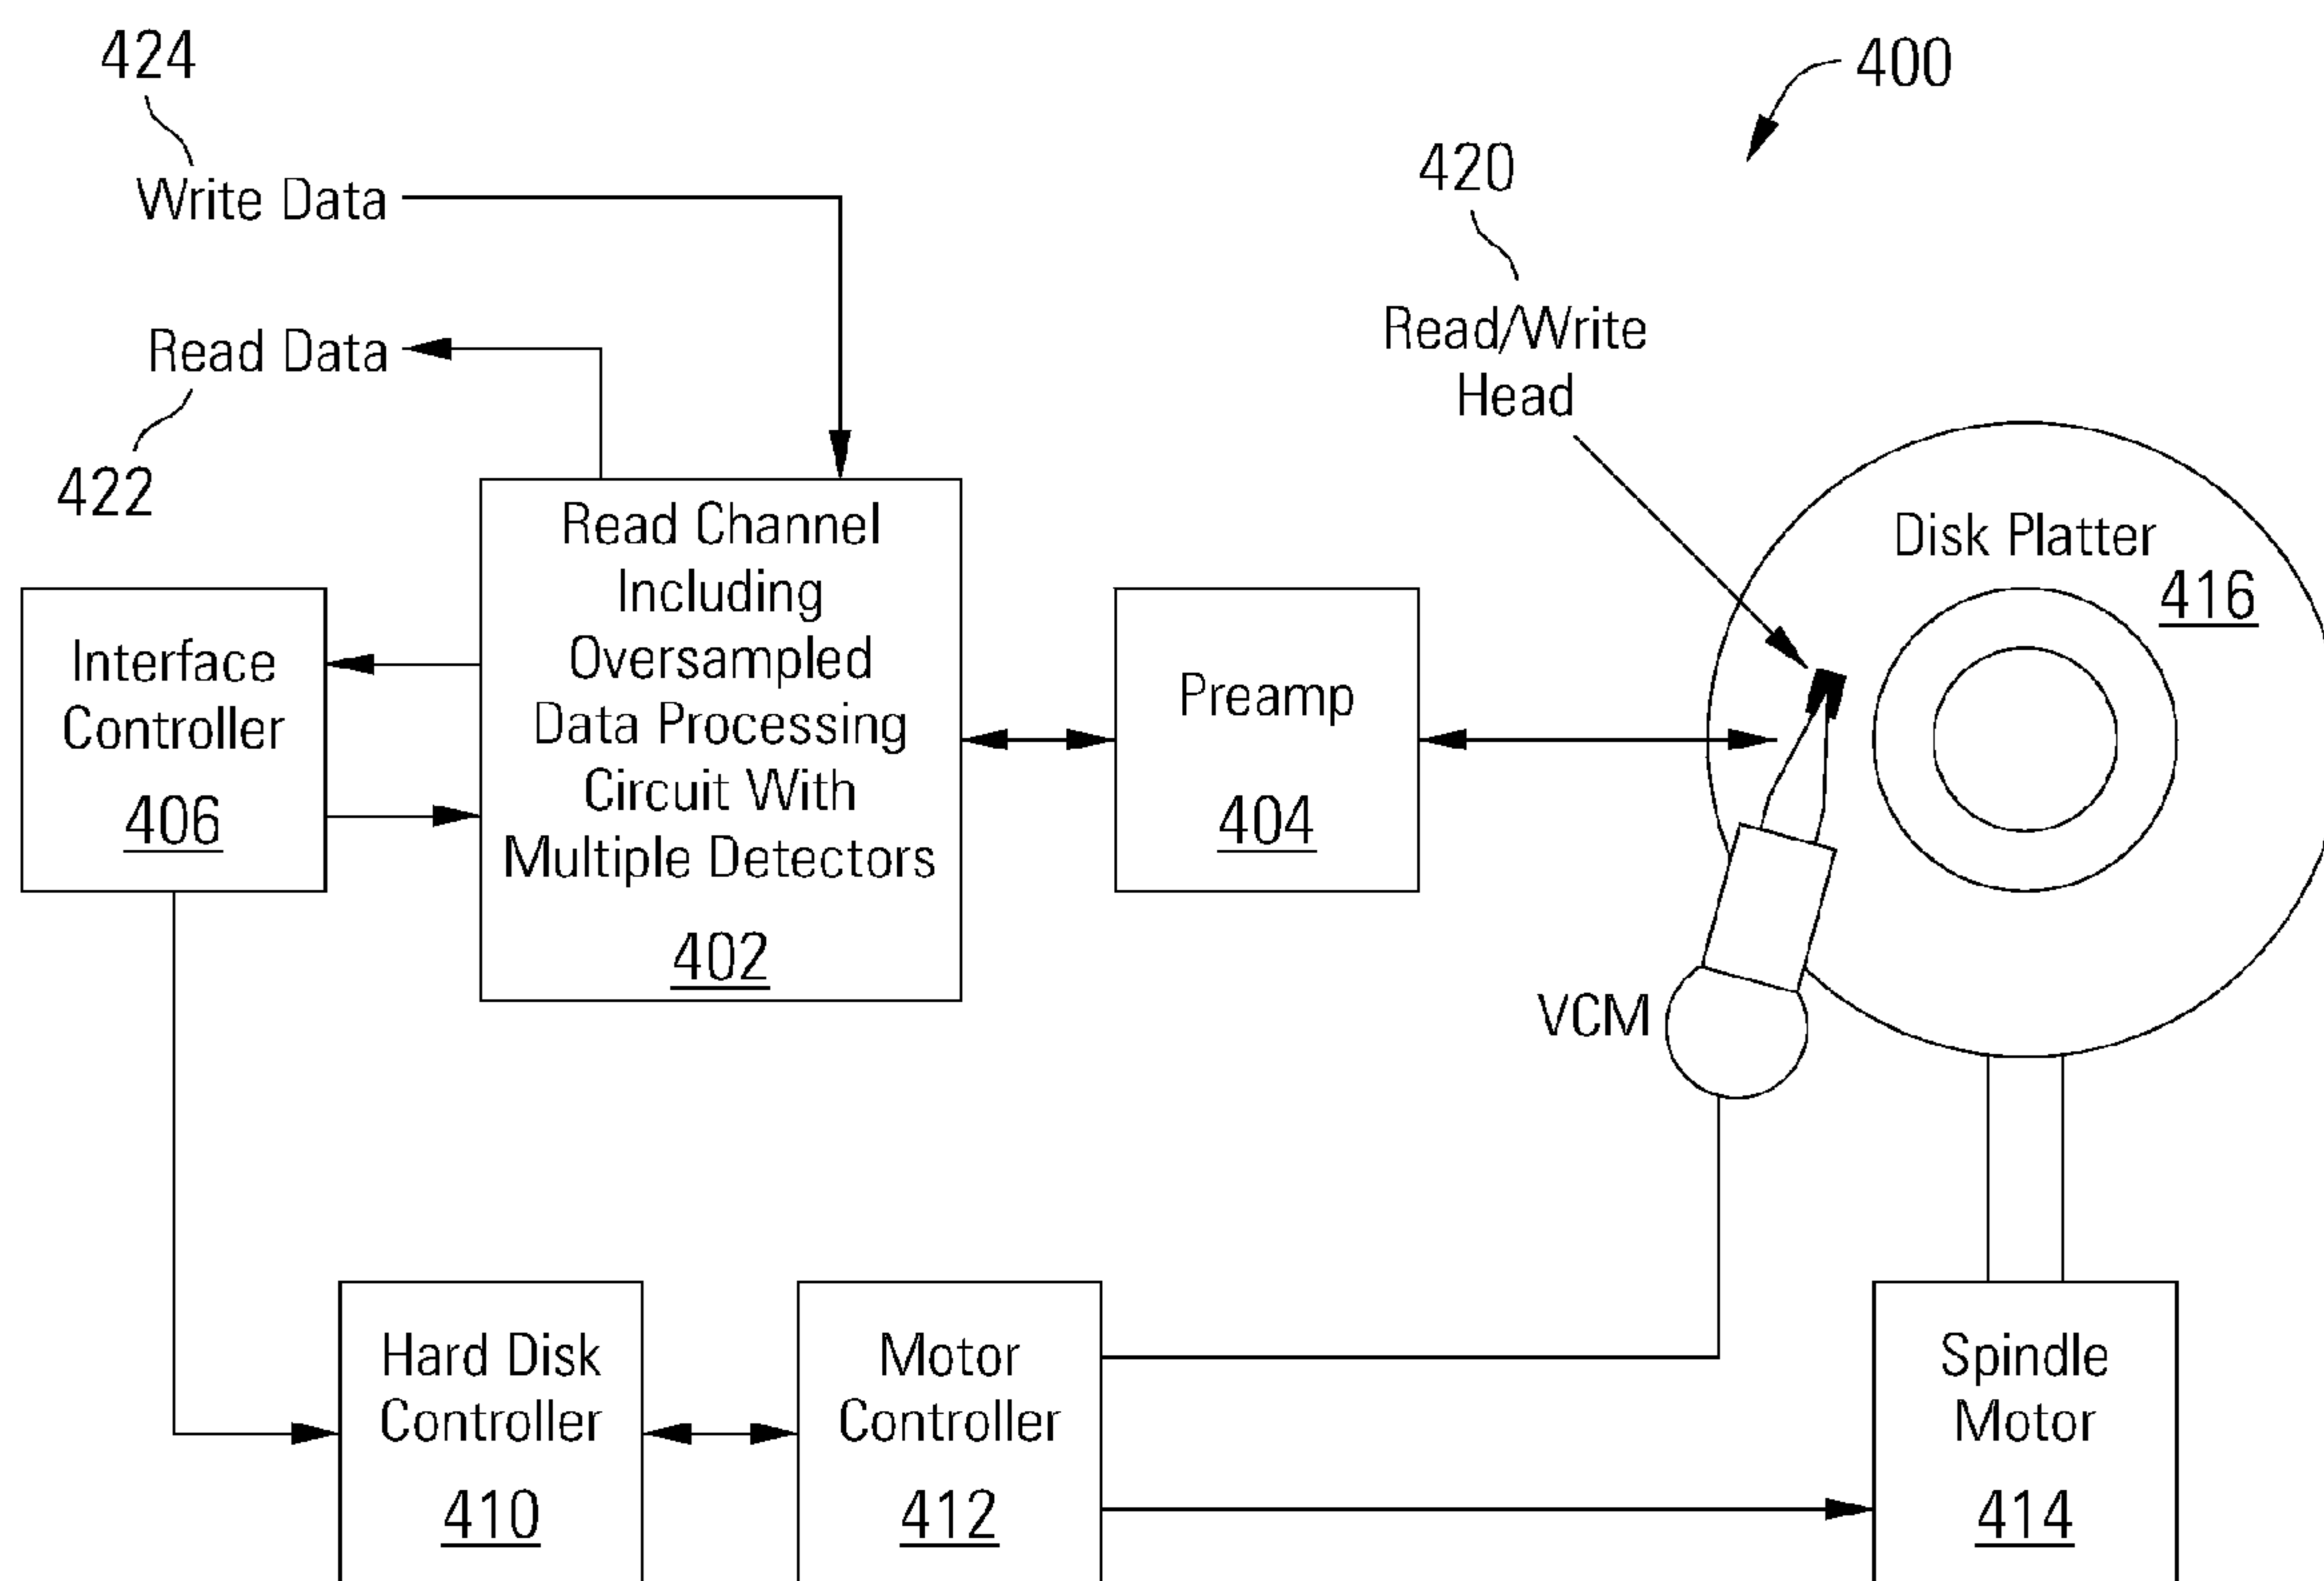 424
400
Write Data
420
Read/Write
Head
Read Data
422
Read Channel
Including
Oversampled
Data Processing
Circuit With
Multiple Detectors
402
Interface
Controller
406
Preamp
404
Disk Platter
416
VCM
Hard Disk
Controller
410
Motor
Controller
412
Spindle
Motor
414